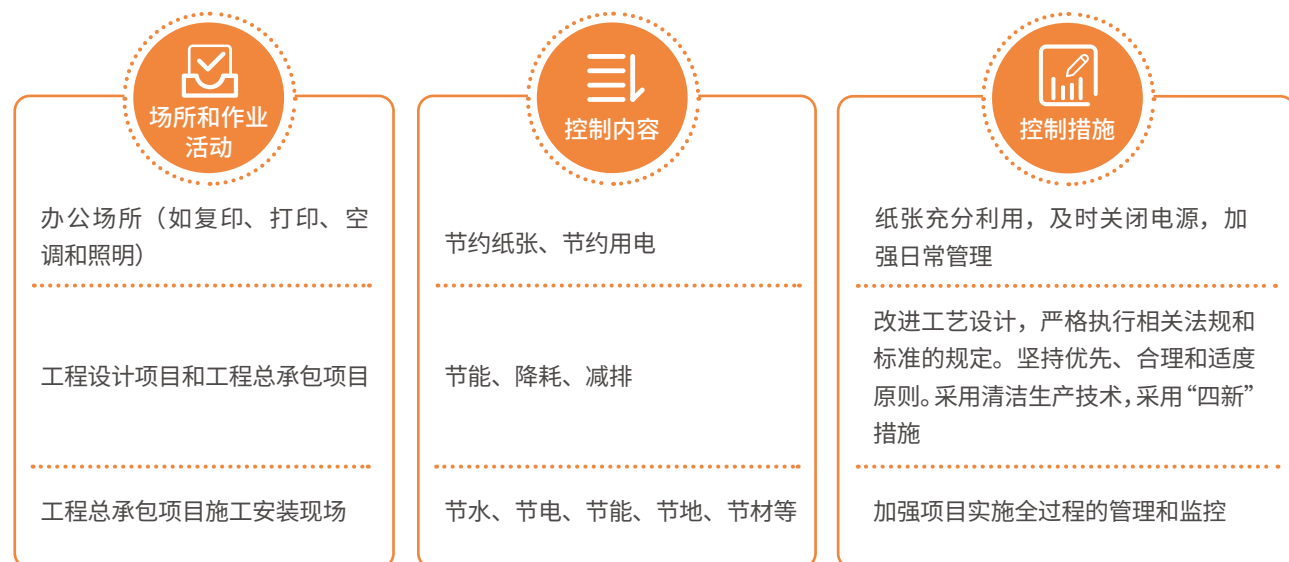 场所和作业
活动
控制内容
控制措施
办公场所（如复印、打印、空
调和照明）
节约纸张、节约用电
纸张充分利用，及时关闭电源，加
强日常管理
工程设计项目和工程总承包项目
节能、降耗、减排
改进工艺设计，严格执行相关法规和
标准的规定。坚持优先、合理和适度
原则。采用清洁生产技术，采用“四新”
措施
工程总承包项目施工安装现场
节水、节电、节能、节地、节材等
加强项目实施全过程的管理和监控